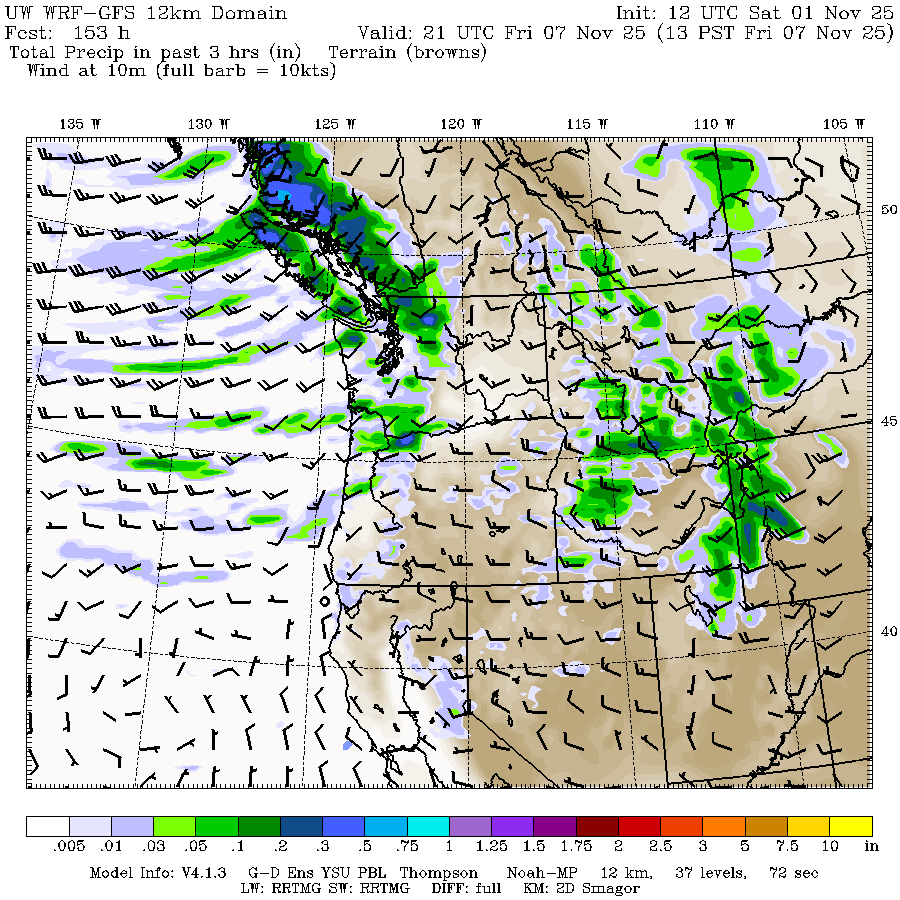 UW WRF-GFS 12km Domain Init: 12 UTC Sat 01 Nov 25
Fcst: 153 h Valid: 21 UTC Fri 07 Nov 25 (13 PST Fri 07 Nov 25)
Total Precip in past 3 hrs (in) Terrain (browns)
Wind at 10m (full barb = 10kts)
135 W 130 W 125 W 120 W 115 W 110 W 105 W
50
45
40
.005 .01 .03 .05 .1 .2 .3 .5 .75 1 1.25 1.5 1.75 2 2.5 3 5 7.5 10 in
Model Info: V4.1.3 G-D Ens YSU PBL Thompson Noah-MP 12 km, 37 levels, 72 sec
LW: RRTMG SW: RRTMG DIFF: full KM: 2D Smagor